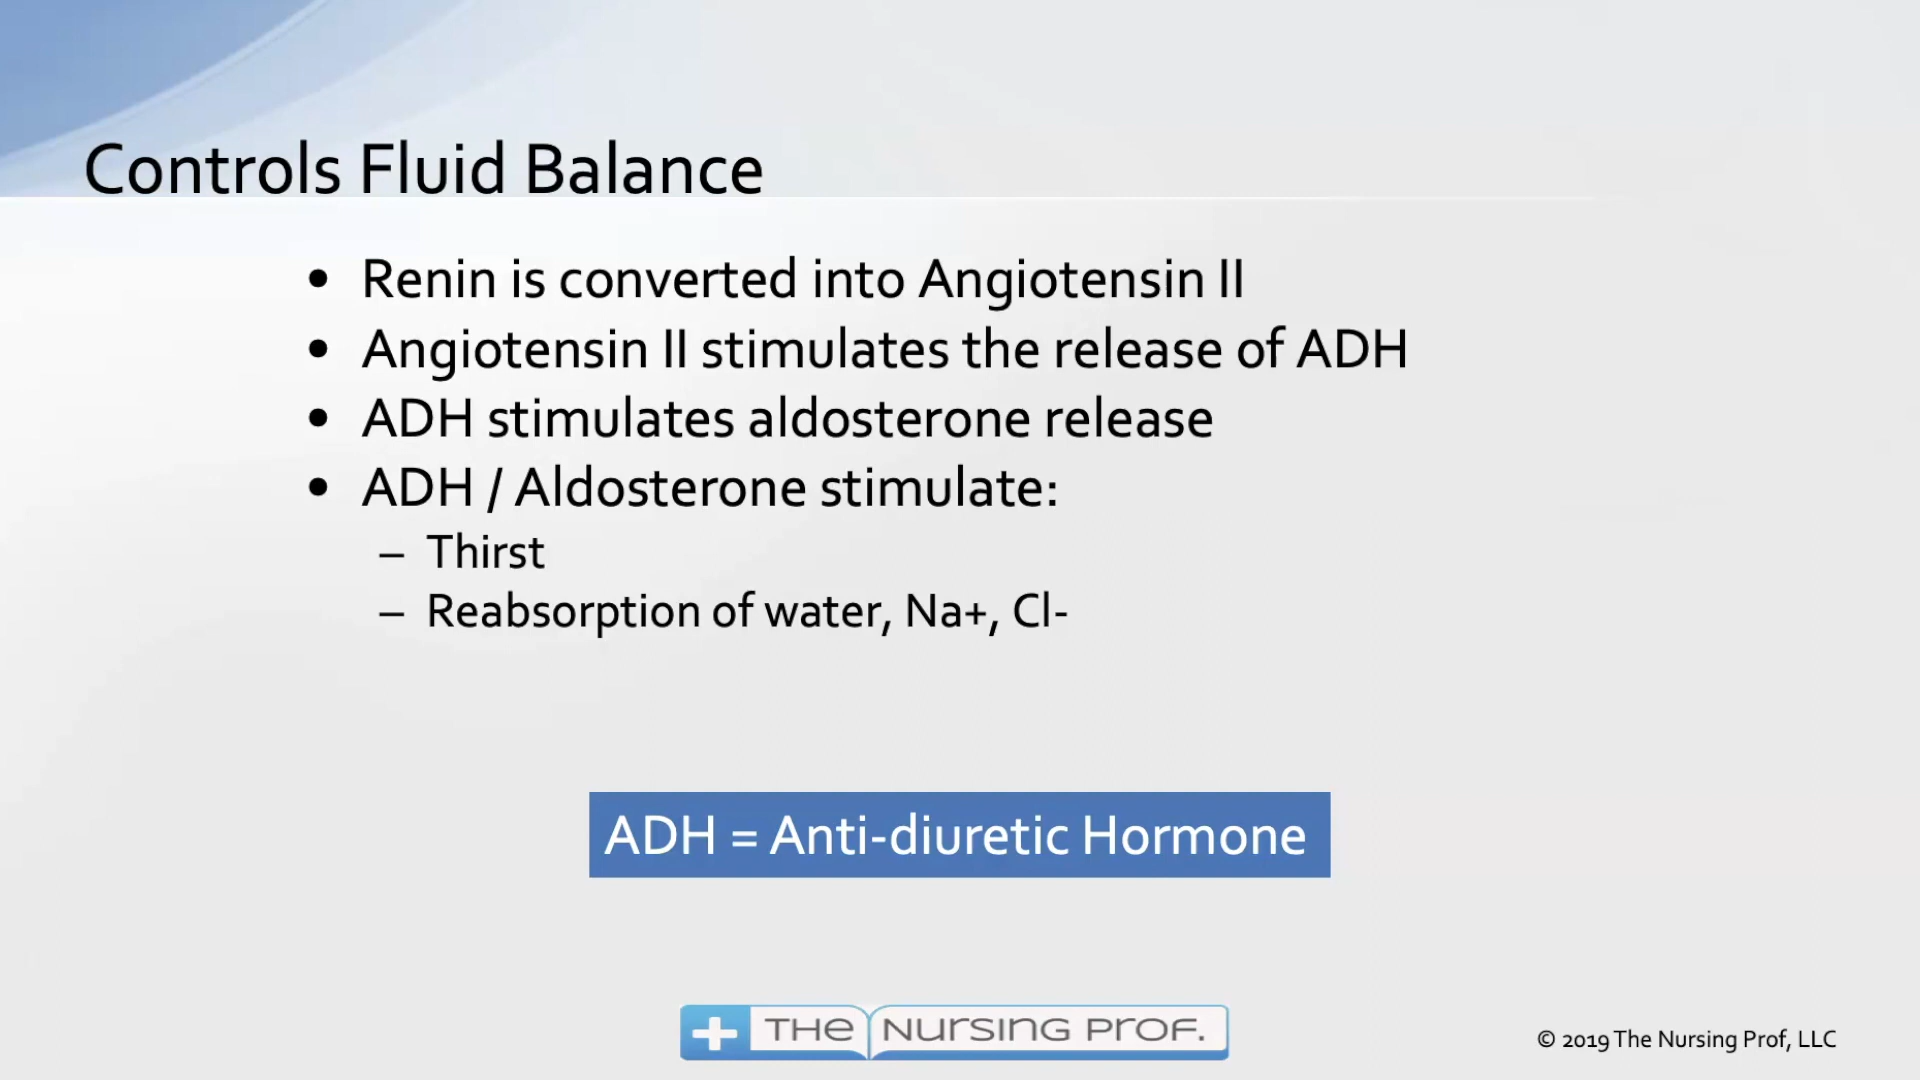 Controls Fluid Balance
• Renin is converted into Angiotensin II
• Angiotensin II stimulates the release of ADH
• ADH stimulates aldosterone release
• ADH / Aldosterone stimulate:
– Thirst
– Reabsorption of water, Na+, Cl-
ADH = Anti-diuretic Hormone
THE NURSING PROF.
© 2019 The Nursing Prof, LLC